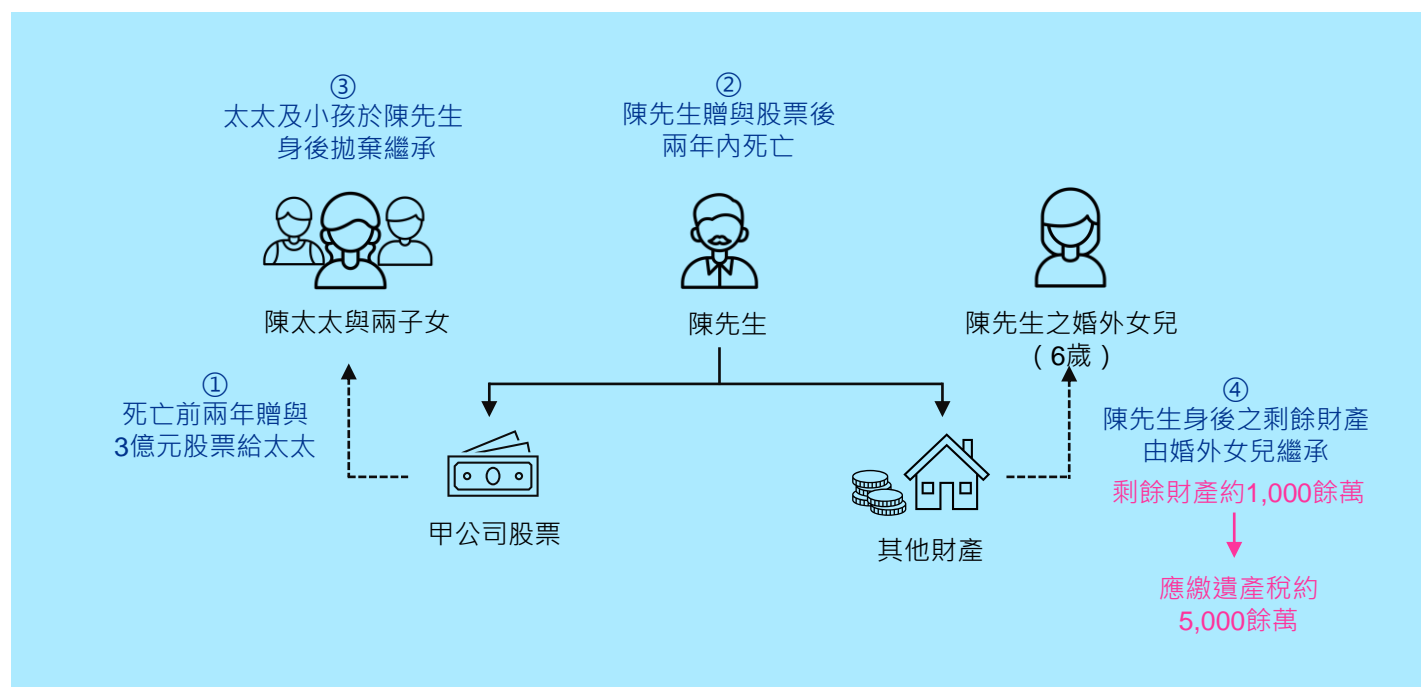 ③
太太及小孩於陳先生
身後拋棄繼承
陳太太與兩子女
①
死亡前兩年贈與
3億元股票給太太
②
陳先生贈與股票後
兩年內死亡
陳先生
甲公司股票
其他財產
陳先生之婚外女兒
（6歲）
④
陳先生身後之剩餘財產
由婚外女兒繼承
剩餘財產約1,000餘萬
應繳遺產稅約
5,000餘萬